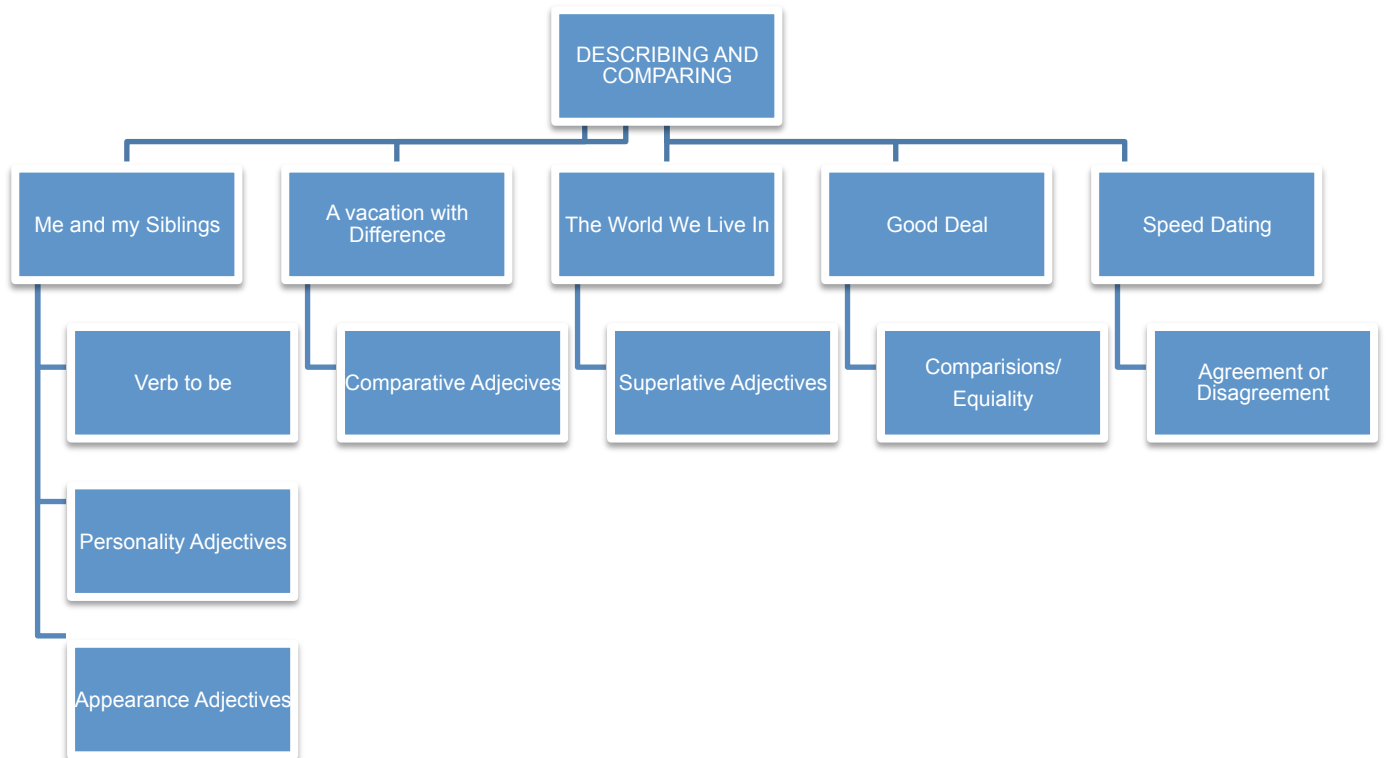 DESCRIBING AND
COMPARING
Me and my Siblings
A vacation with
Difference
The World We Live In
Good Deal
Speed Dating
Verb to be
Comparative Adjecives
Superlative Adjectives
Comparisions/
Equiality
Agreement or
Disagreement
Personality Adjectives
Appearance Adjectives